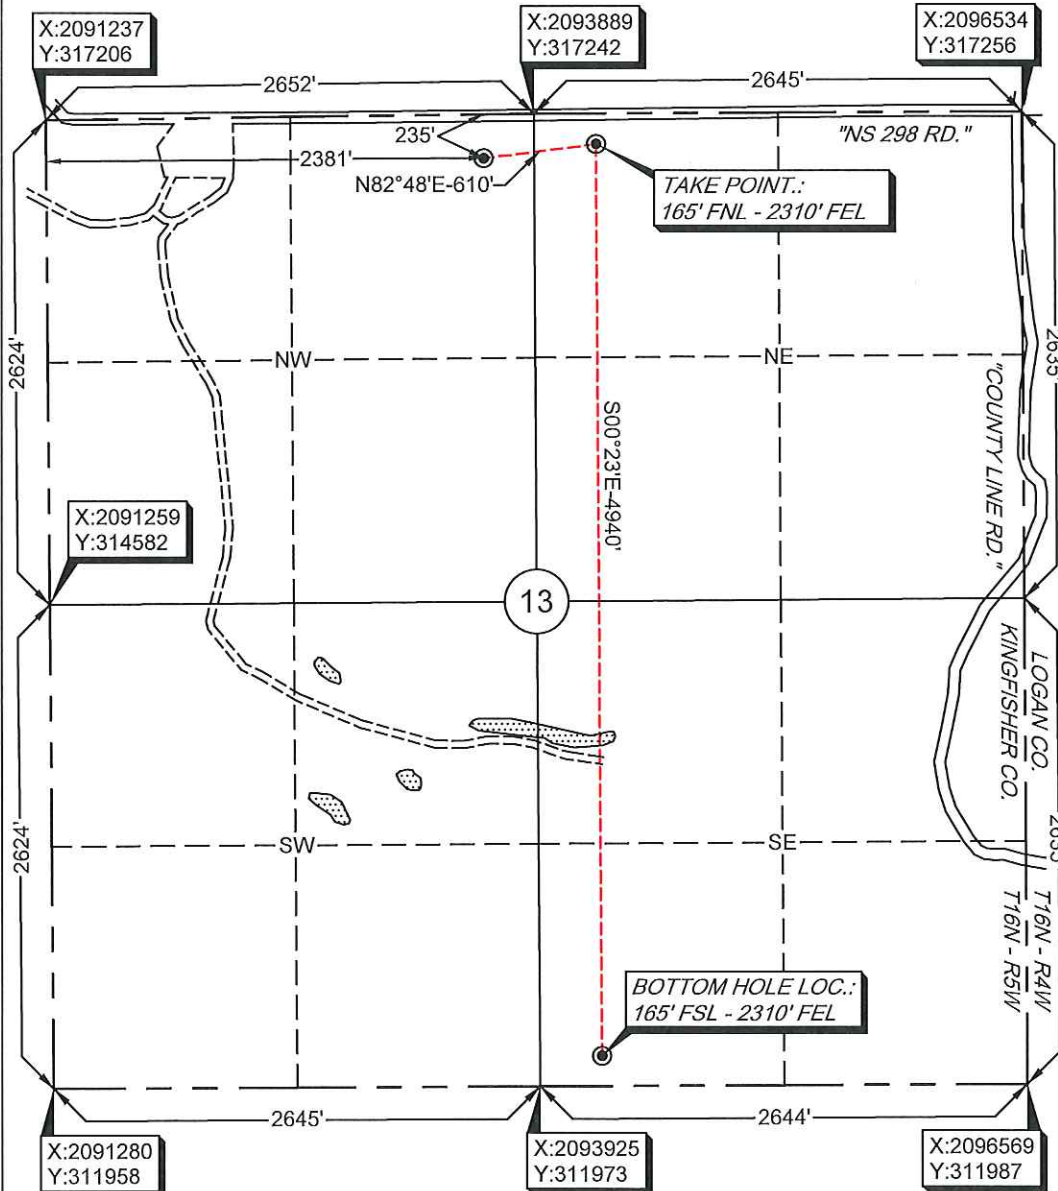 X:2091237
Y:317206
X:2093889
Y:317242
X:2096534
Y:317256
2652'
2645'
235'
"NS 298 RD."
2381'
N82°48'E-610'
TAKE POINT.:
165' FNL - 2310' FEL
2624'
2635'
NW
NE
"COUNTY LINE RD."
S00°23'E-4940'
X:2091259
Y:314582
13
LOGAN CO.
KINGFISHER CO.
2624'
SW
SE
T16N - R4W
T16N - R5W
BOTTOM HOLE LOC.:
165' FSL - 2310' FEL
2645'
2644'
X:2091280
Y:311958
X:2093925
Y:311973
X:2096569
Y:311987